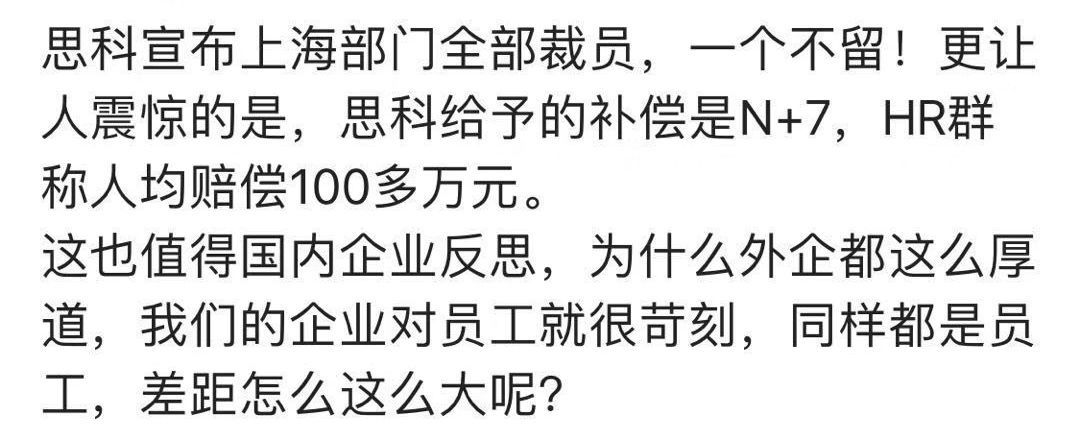 思科宣布上海部门全部裁员，一个不留！更让
人震惊的是，思科给予的补偿是N+7，HR群
称人均赔偿100多万元。
这也值得国内企业反思，为什么外企都这么厚
道，我们的企业对员工就很苛刻，同样都是员
工，差距怎么这么大呢？